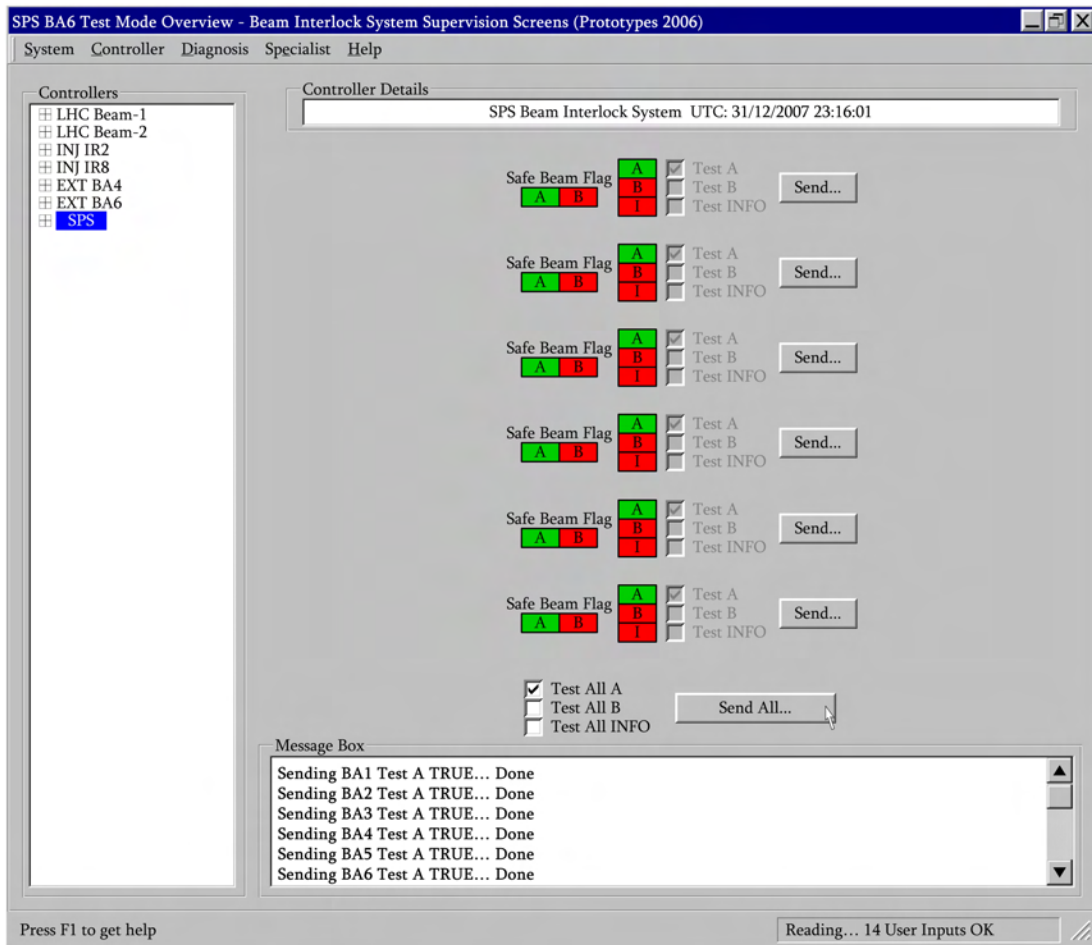 SPS BA6 Test Mode Overview - Beam Interlock System Supervision Screens (Prototypes 2006)
System Controller Diagnosis Specialist Help
Controllers
LHC Beam-1
LHC Beam-2
INJ IR2
INJ IR8
EXT BA4
EXT BA6
SPS
Controller Details
SPS Beam Interlock System UTC: 31/12/2007 23:16:01
Safe Beam Flag
A B
A
B
I
Test A
Test B
Test INFO
Send...
Safe Beam Flag
A B
A
B
I
Test A
Test B
Test INFO
Send...
Safe Beam Flag
A B
A
B
I
Test A
Test B
Test INFO
Send...
Safe Beam Flag
A B
A
B
I
Test A
Test B
Test INFO
Send...
Safe Beam Flag
A B
A
B
I
Test A
Test B
Test INFO
Send...
Safe Beam Flag
A B
A
B
I
Test A
Test B
Test INFO
Send...
Test All A
Test All B
Test All INFO
Send All...
Message Box
Sending BA1 Test A TRUE... Done
Sending BA2 Test A TRUE... Done
Sending BA3 Test A TRUE... Done
Sending BA4 Test A TRUE... Done
Sending BA5 Test A TRUE... Done
Sending BA6 Test A TRUE... Done
Press F1 to get help
Reading... 14 User Inputs OK